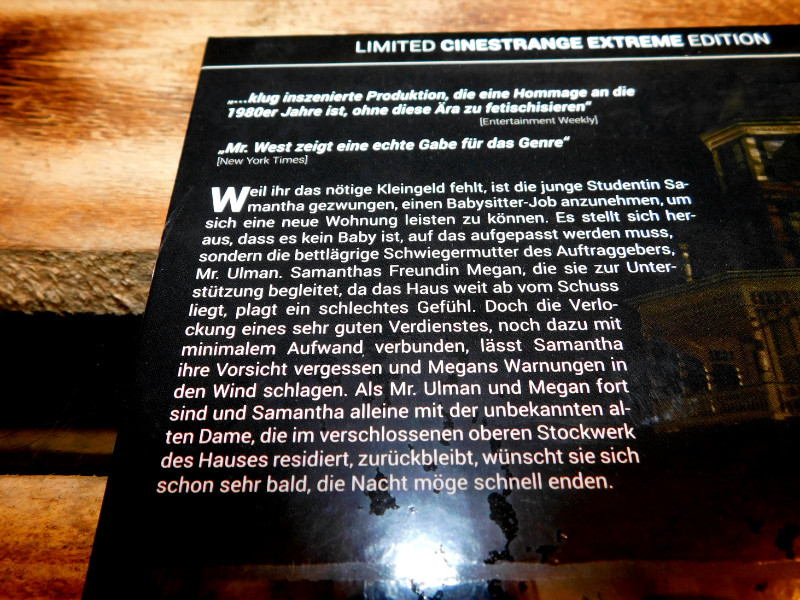 LIMITED CINESTRANGE EXTREME EDITION
„...klug inszenierte Produktion, die eine Hommage an die
1980er Jahre ist, ohne diese Ära zu fetischisieren“
[Entertainment Weekly]
„Mr. West zeigt eine echte Gabe für das Genre“
[New York Times]
Weil ihr das nötige Kleingeld fehlt, ist die junge Studentin Sa-
mantha gezwungen, einen Babysitter-Job anzunehmen, um
sich eine neue Wohnung leisten zu können. Es stellt sich her-
aus, dass es kein Baby ist, auf das aufgepasst werden muss,
sondern die bettlägrige Schwiegermutter des Auftraggebers,
Mr. Ulman. Samanthas Freundin Megan, die sie zur Unter-
stützung begleitet, da das Haus weit ab vom Schuss
liegt, plagt ein schlechtes Gefühl. Doch die Verlo-
ckung eines sehr guten Verdienstes, noch dazu mit
minimalem Aufwand verbunden, lässt Samantha
ihre Vorsicht vergessen und Megans Warnungen in
den Wind schlagen. Als Mr. Ulman und Megan fort
sind und Samantha alleine mit der unbekannten al-
ten Dame, die im verschlossenen oberen Stockwerk
des Hauses residiert, zurückbleibt, wünscht sie sich
schon sehr bald, die Nacht möge schnell enden.